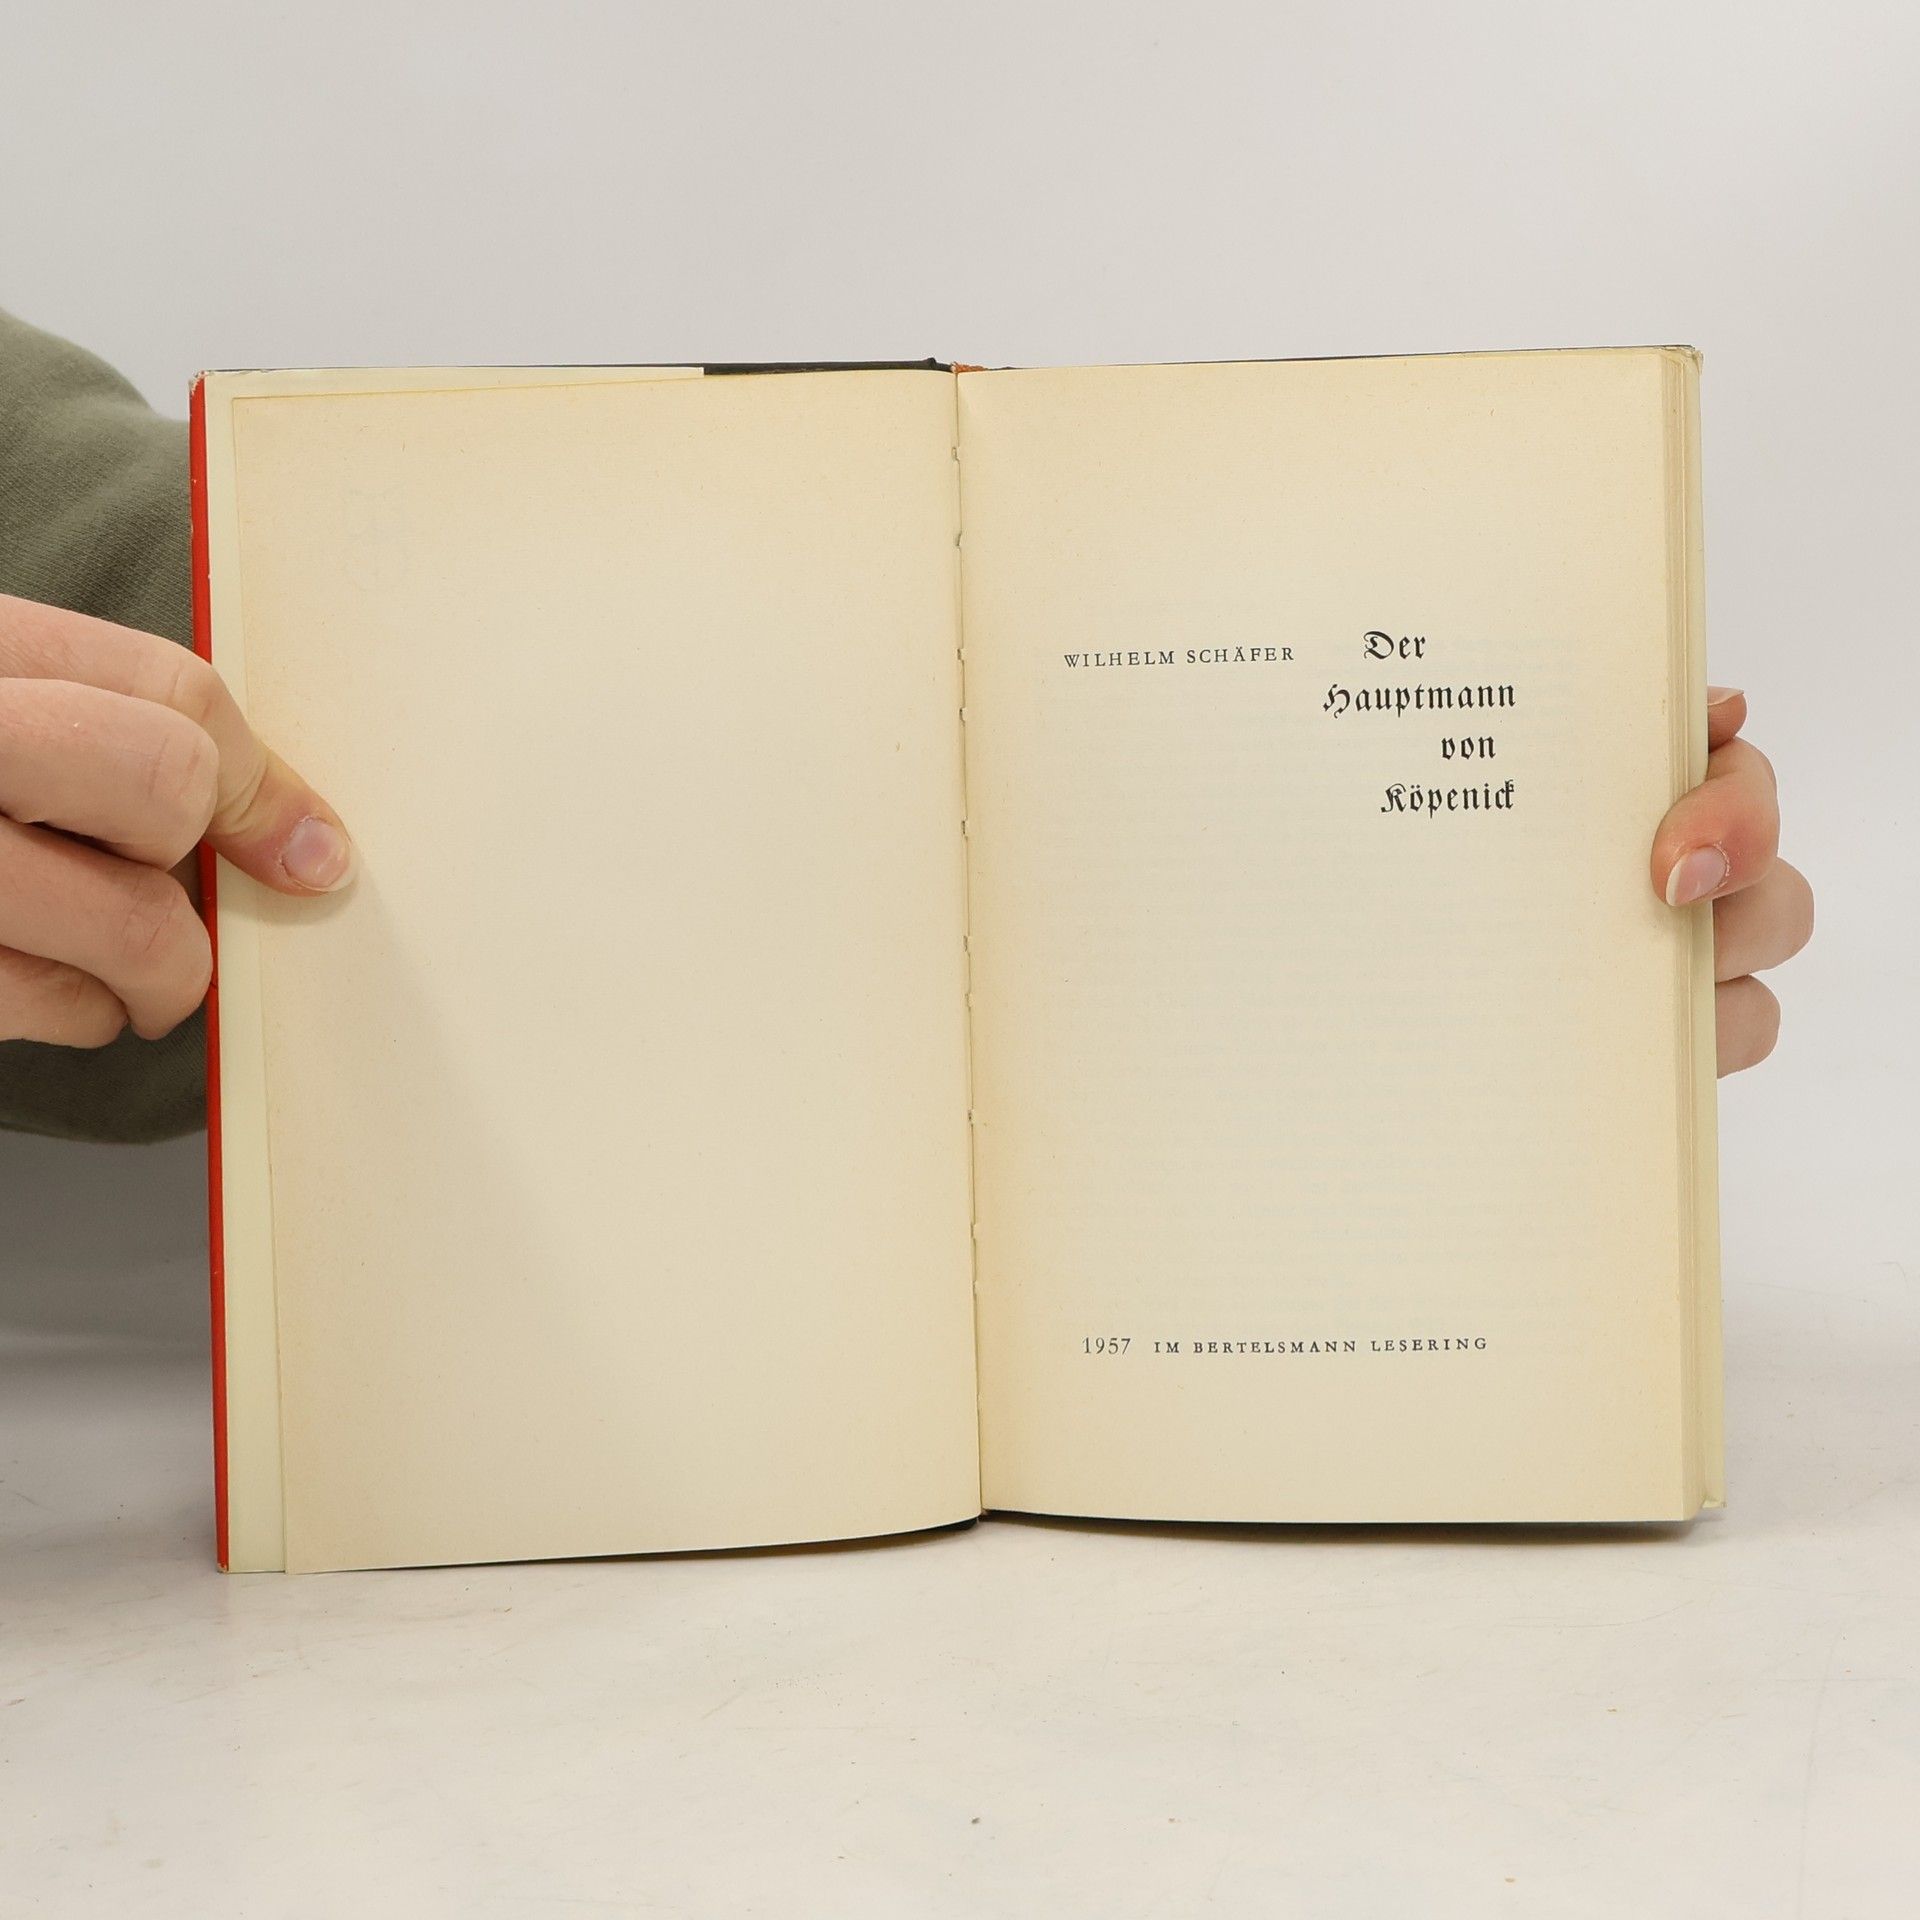 WILHELM SCHÄFER
Der
Hauptmann
von
Köpenick
1957 IM BERTELSMANN LESERING